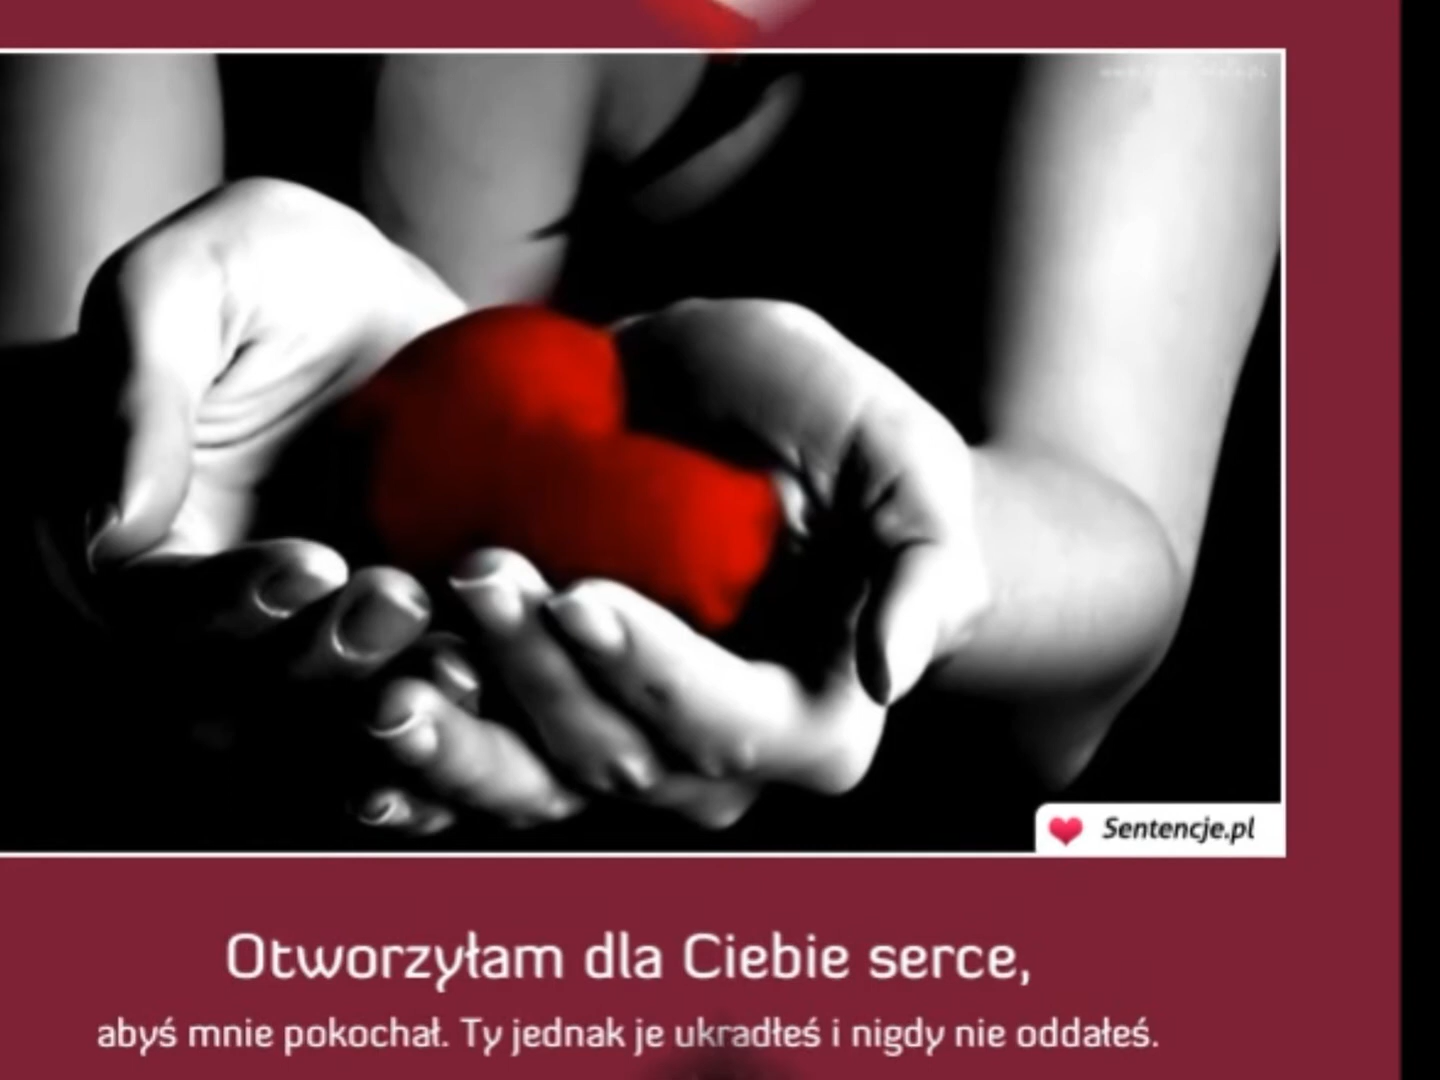 Sentencje.pl
Otworzyłam dla Ciebie serce,
abyś mnie pokochał. Ty jednak je ukradłeś i nigdy nie oddałeś.